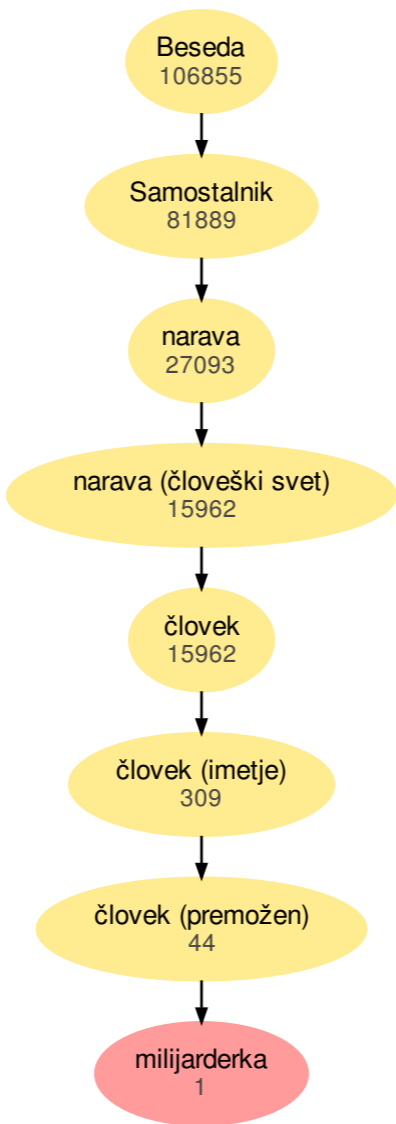 Beseda
106855
Samostalnik
81889
narava
27093
narava (človeški svet)
15962
človek
15962
človek (imetje)
309
človek (premožen)
44
milijarderka
1